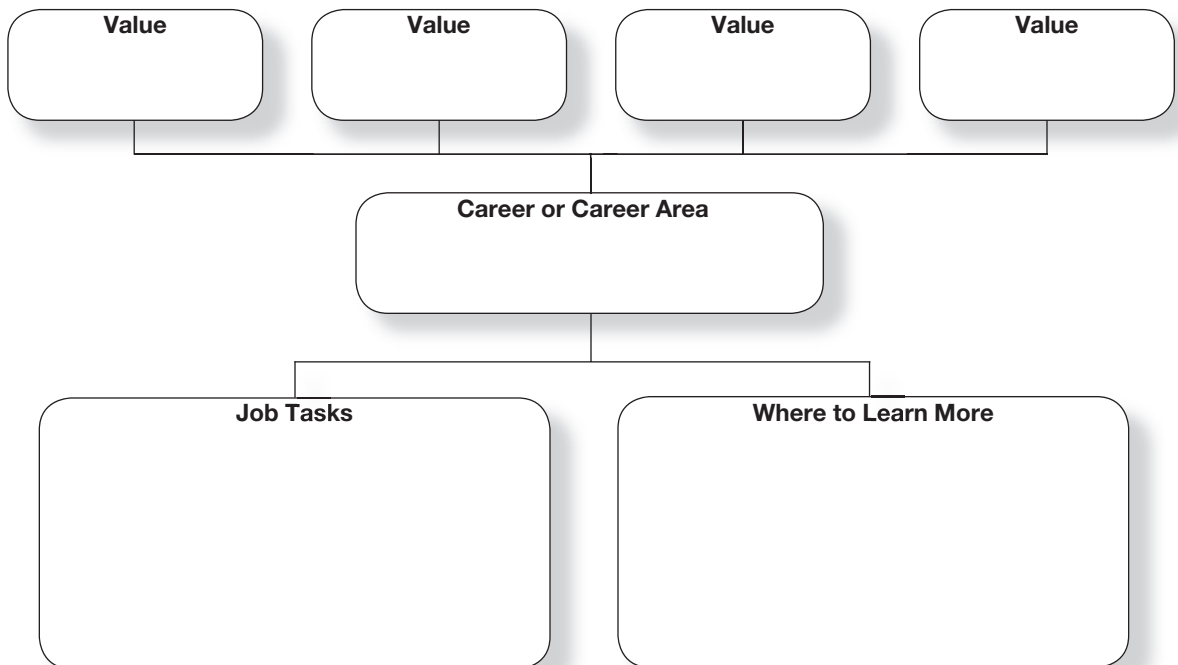 Value
Value
Value
Value
Career or Career Area
Job Tasks
Where to Learn More